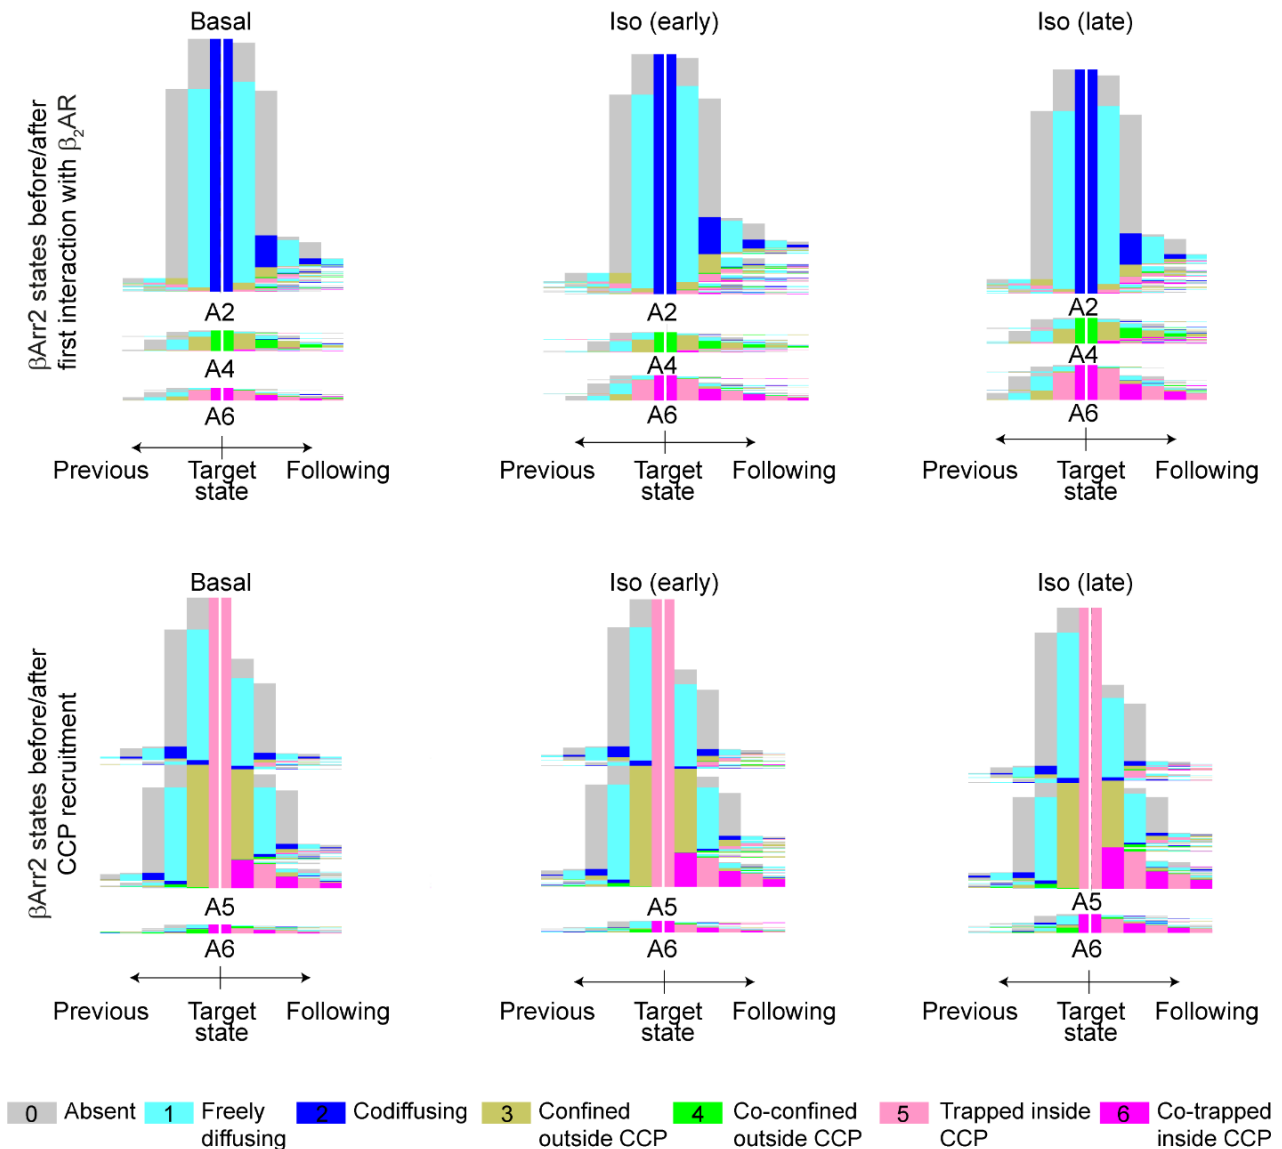 Basal
Iso (early)
Iso (late)
βArr2 states before/after
first interaction with β₂AR
A2
A4
A6
A2
A4
A6
A2
A4
A6
Previous
Target
state
Following
Previous
Target
state
Following
Previous
Target
state
Following
Basal
Iso (early)
Iso (late)
βArr2 states before/after
CCP recruitment
A5
A6
A5
A6
A5
A6
Previous
Target
state
Following
Previous
Target
state
Following
Previous
Target
state
Following
0 Absent
1 Freely
diffusing
2 Codiffusing
3 Confined
outside CCP
4 Co-confined
outside CCP
5 Trapped inside
CCP
6 Co-trapped
inside CCP